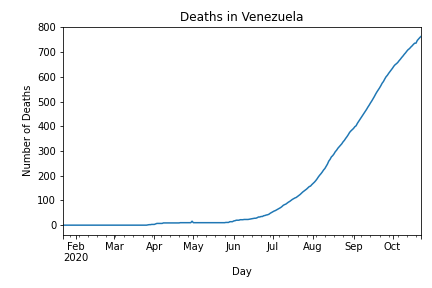 Deaths in Venezuela
800
700
600
500
400
300
200
100
0
Number of Deaths
Feb Mar Apr May Jun Jul Aug Sep Oct
2020
Day